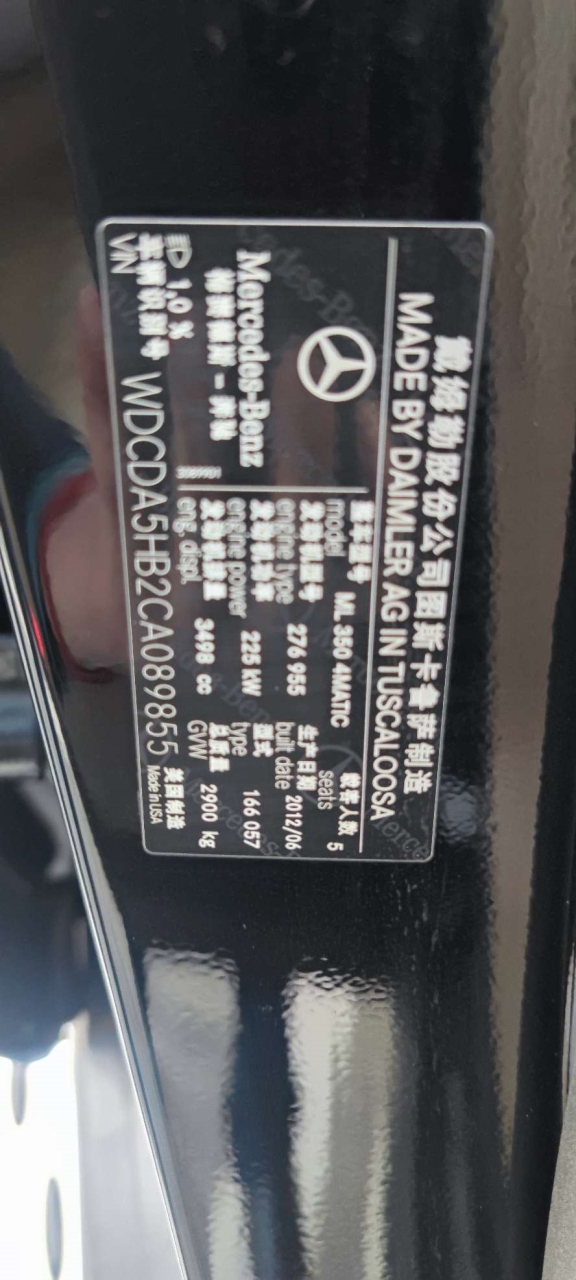 戴姆勒股份公司图斯卡鲁萨制造
MADE BY DAIMLER AG IN TUSCALOOSA
整车型号 ML 350 4MATIC 载客人数 5
model seats
发动机型号 276 955 生产日期 2012/06
engine type built date
发动机功率 225 kW 型式 166 057
engine power type
发动机排量 3498 cc 总质量 2900 kg
eng. displ. GVW
Mercedes-Benz
梅赛德斯－奔驰
1,0 %
车辆识别号 WDCDA5HB2CA089855 美国制造
VIN Made in USA